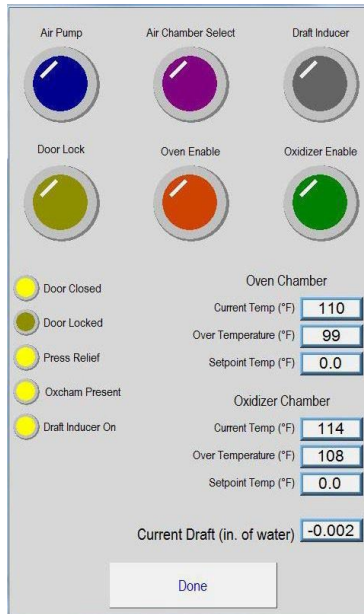 Air Pump Air Chamber Select Draft Inducer
Door Lock Oven Enable Oxidizer Enable
Door Closed
Door Locked
Press Relief
Oxcham Present
Draft Inducer On
Oven Chamber
Current Temp (°F) 110
Over Temperature (°F) 99
Setpoint Temp (°F) 0.0
Oxidizer Chamber
Current Temp (°F) 114
Over Temperature (°F) 108
Setpoint Temp (°F) 0.0
Current Draft (in. of water) -0.002
Done